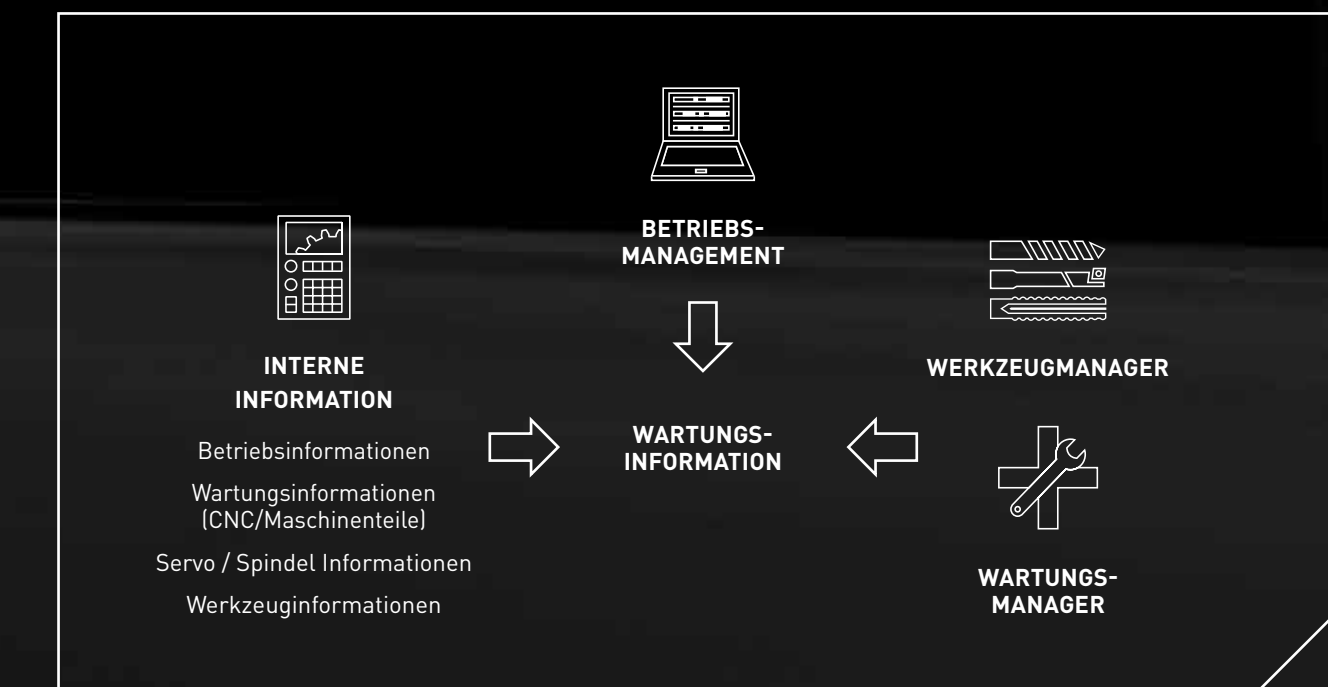 BETRIEBS-
MANAGEMENT
INTERNE
INFORMATION
Betriebsinformationen
Wartungsinformationen
(CNC/Maschinenteile)
Servo / Spindel Informationen
Werkzeuginformationen
WARTUNGS-
INFORMATION
WERKZEUGMANAGER
WARTUNGS-
MANAGER